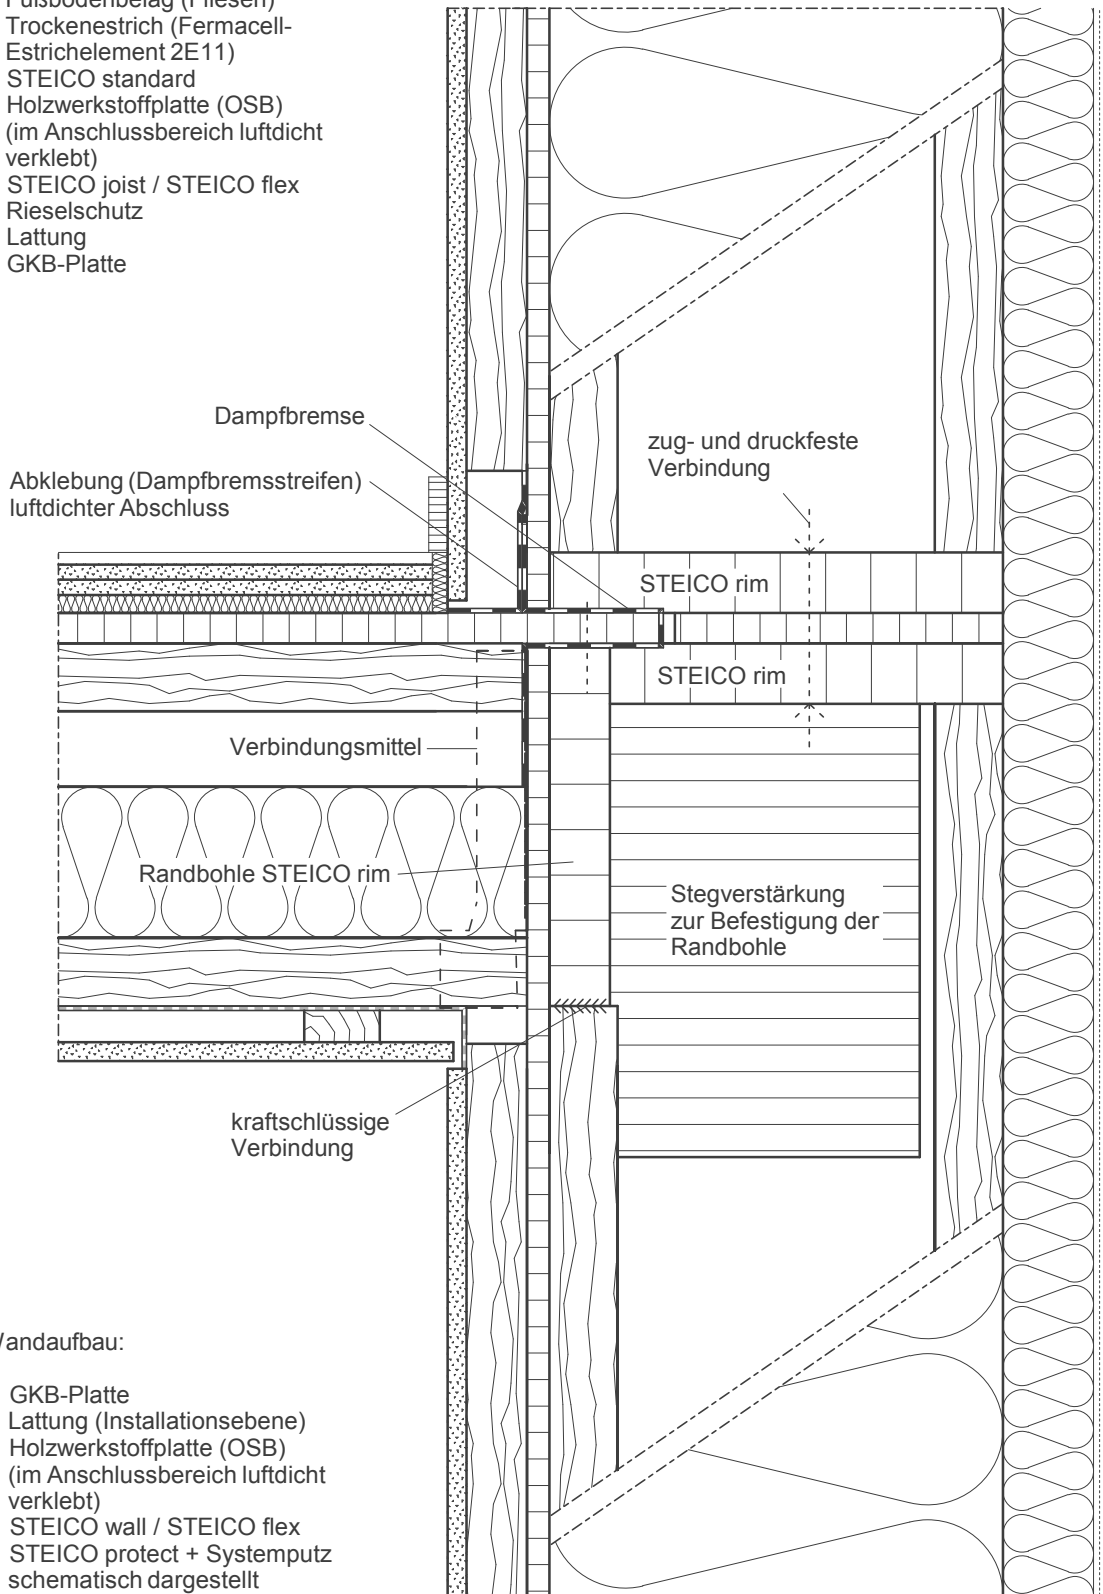 Fußbodenbelag (Fliesen)
Trockenestrich (Fermacell-
Estrichelement 2E11)
STEICO standard
Holzwerkstoffplatte (OSB)
(im Anschlussbereich luftdicht
verklebt)
STEICO joist / STEICO flex
Rieselschutz
Lattung
GKB-Platte
Dampfbremse
Abklebung (Dampfbremsstreifen)
luftdichter Abschluss
zug- und druckfeste
Verbindung
STEICO rim
STEICO rim
Verbindungsmittel
Randbohle STEICO rim
Stegverstärkung
zur Befestigung der
Randbohle
kraftschlüssige
Verbindung
Wandaufbau:
GKB-Platte
Lattung (Installationsebene)
Holzwerkstoffplatte (OSB)
(im Anschlussbereich luftdicht
verklebt)
STEICO wall / STEICO flex
STEICO protect + Systemputz
schematisch dargestellt